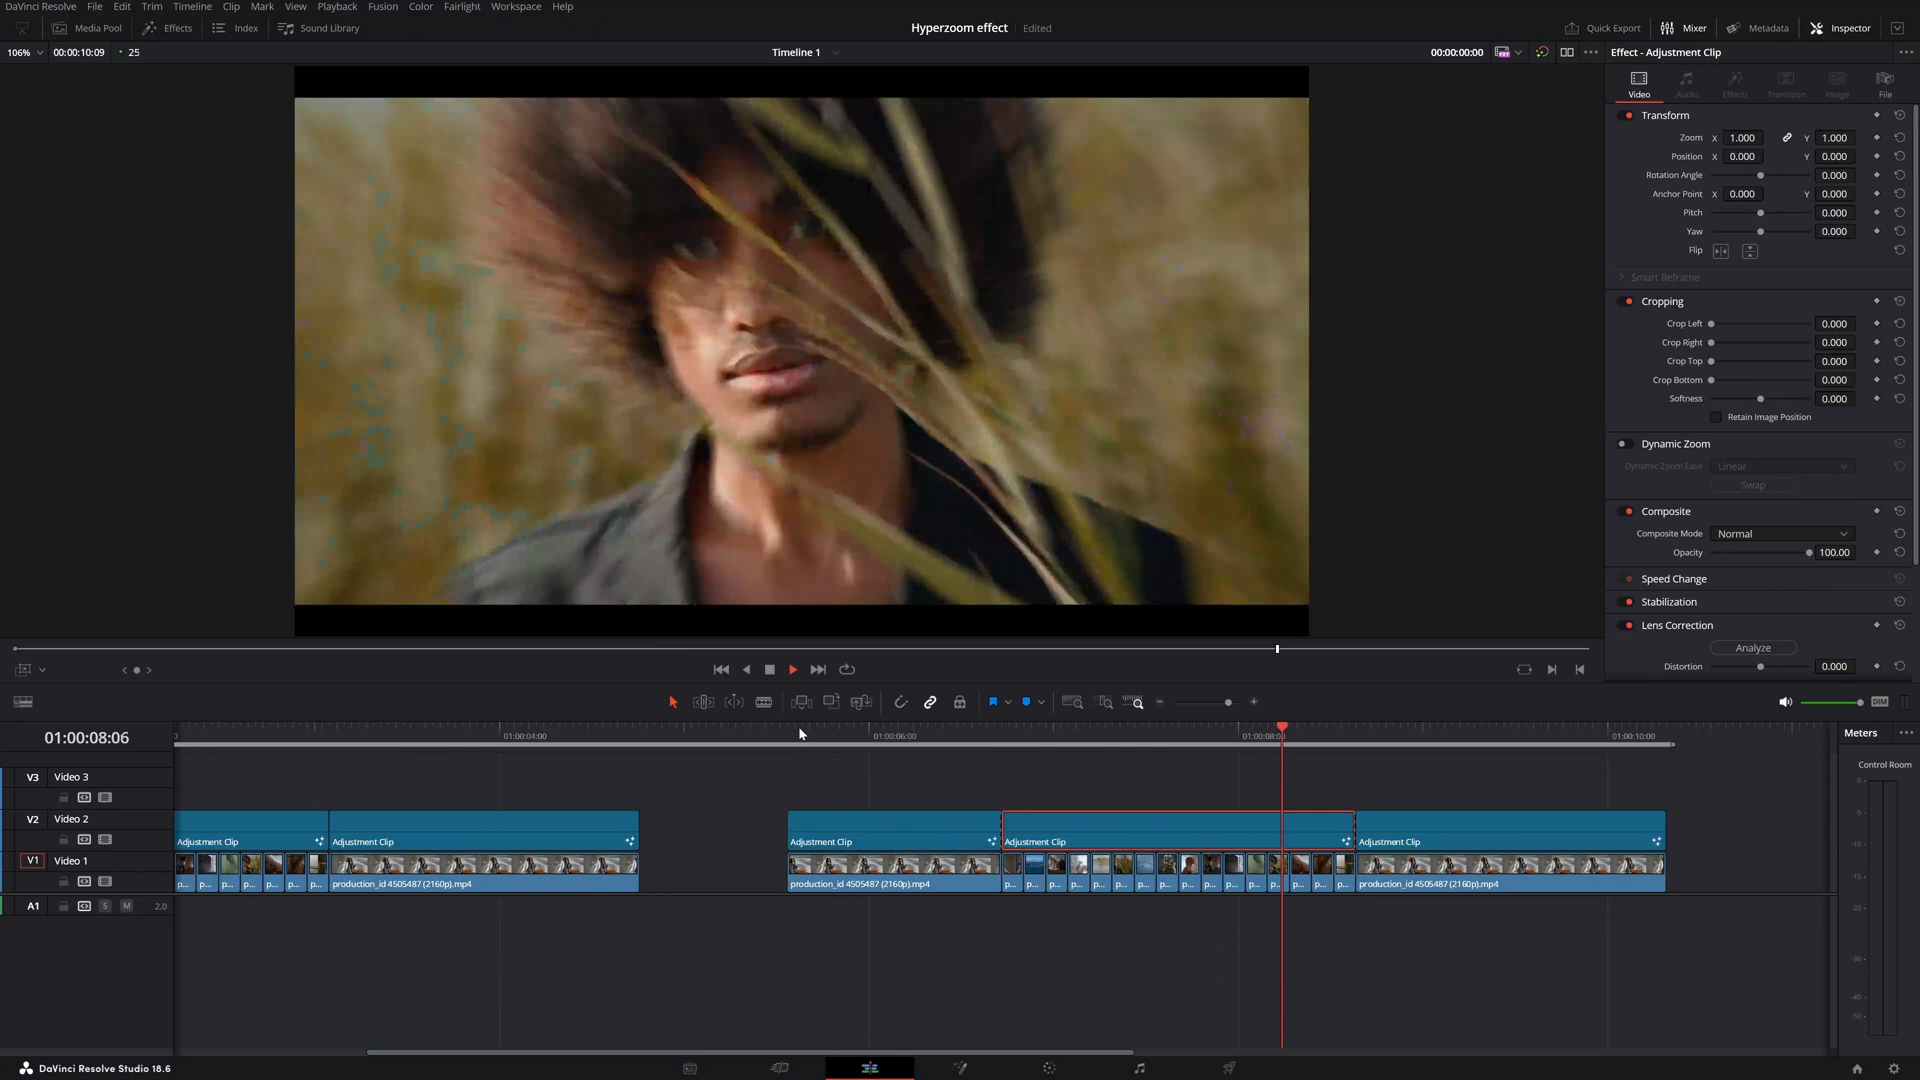 DaVinci Resolve File Edit Trim Timeline Clip Mark View Playback Fusion Color Fairlight Workspace Help
Media Pool Effects Index Sound Library Hyperzoom effect Edited Quick Export Mixer Metadata Inspector
106% 00:00:10:09 25 Timeline 1 00:00:00:00 Effect - Adjustment Clip
Video Audio Effects Transition Image File
Transform
Zoom X 1.000 Y 1.000
Position X 0.000 Y 0.000
Rotation Angle 0.000
Anchor Point X 0.000 Y 0.000
Pitch 0.000
Yaw 0.000
Flip
Smart Reframe
Cropping
Crop Left 0.000
Crop Right 0.000
Crop Top 0.000
Crop Bottom 0.000
Softness 0.000
Retain Image Position
Dynamic Zoom
Dynamic Zoom Ease Linear
Swap
Composite
Composite Mode Normal
Opacity 100.00
Speed Change
Stabilization
Lens Correction
Analyze
Distortion 0.000
DIM
01:00:08:06 01:00:04:00 01:00:06:00 01:00:08:00 01:00:10:00 Meters
Control Room
V3 Video 3
V2 Video 2
Adjustment Clip Adjustment Clip Adjustment Clip Adjustment Clip Adjustment Clip
V1 Video 1
p... p... p... p... p... p... p... production_id 4505487 (2160p).mp4 production_id 4505487 (2160p).mp4 p... p... p... p... p... p... p... p... p... p... p... p... p... p... p... p... production_id 4505487 (2160p).mp4
A1 S M 2.0
0
-5
-10
-15
-20
-30
-40
-50
DaVinci Resolve Studio 18.6